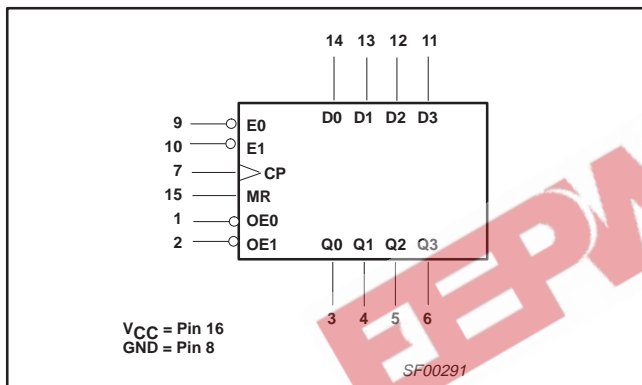 14 13 12 11
D0 D1 D2 D3
9 E0
10 E1
7 CP
15 MR
1 OE0
2 OE1
Q0 Q1 Q2 Q3
3 4 5 6
VCC = Pin 16
GND = Pin 8
SF00291
EEPW